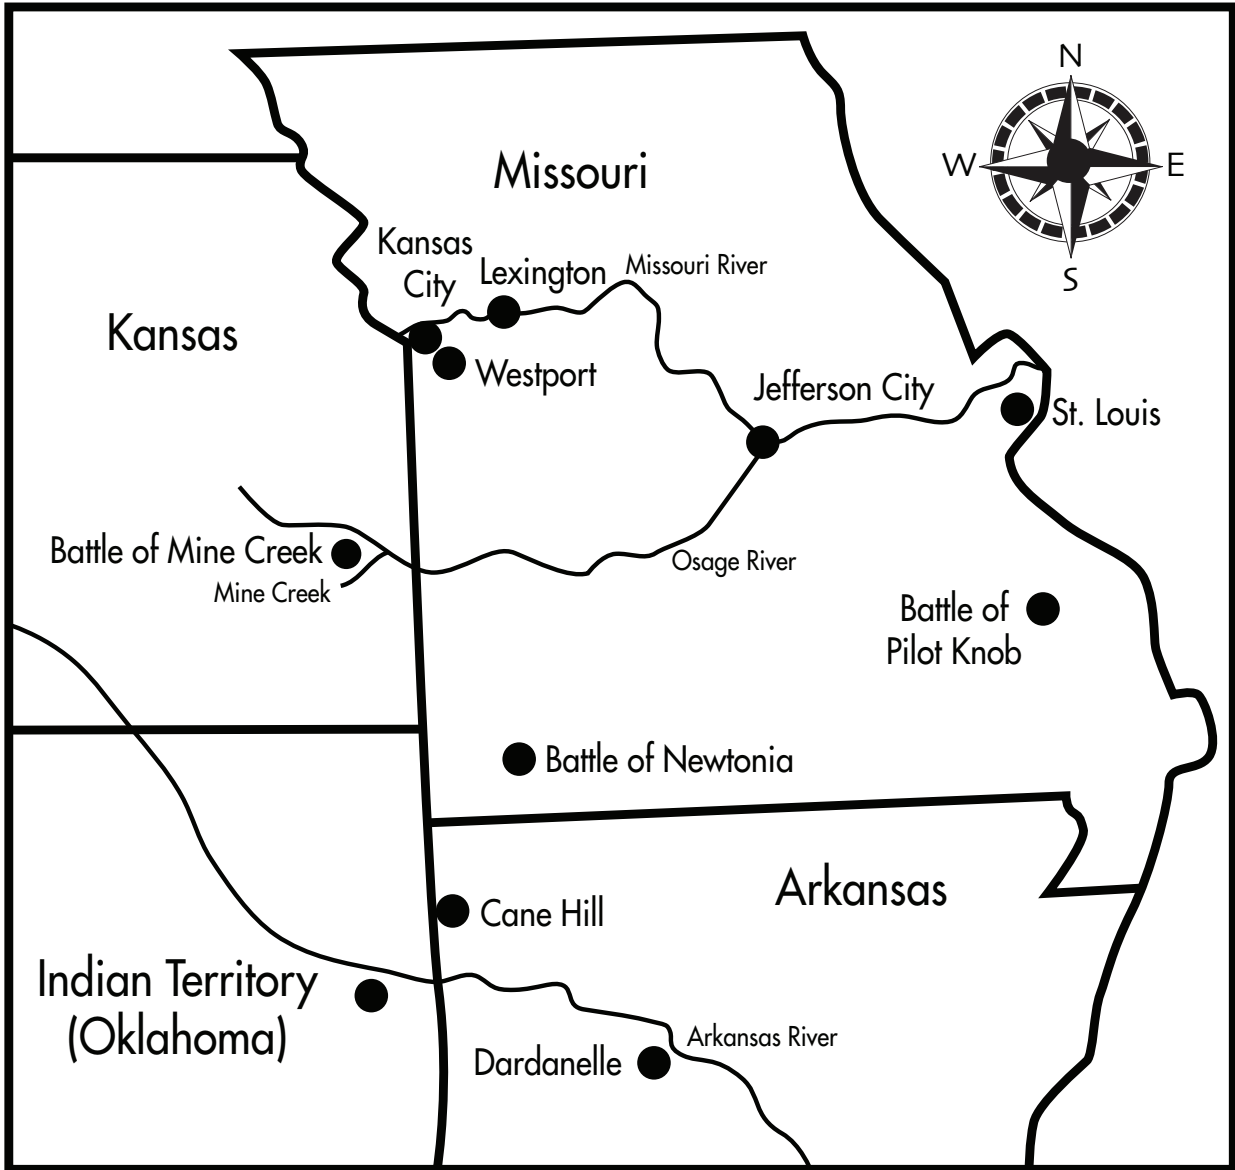 N
W
E
S
Missouri
Kansas
City
Lexington
Missouri River
Kansas
Westport
Jefferson City
St. Louis
Battle of Mine Creek
Mine Creek
Osage River
Battle of
Pilot Knob
Battle of Newtonia
Arkansas
Cane Hill
Indian Territory
(Oklahoma)
Arkansas River
Dardanelle